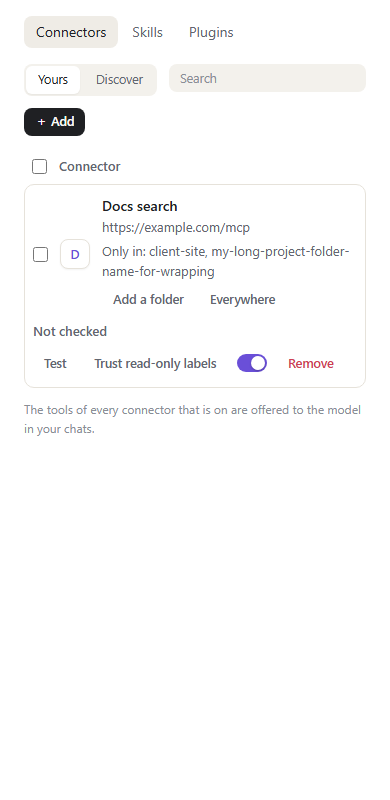 Connectors Skills Plugins
Yours Discover Search
+ Add
Connector
Docs search
https://example.com/mcp
D
Only in: client-site, my-long-project-folder-
name-for-wrapping
Add a folder Everywhere
Not checked
Test Trust read-only labels Remove
The tools of every connector that is on are offered to the model
in your chats.